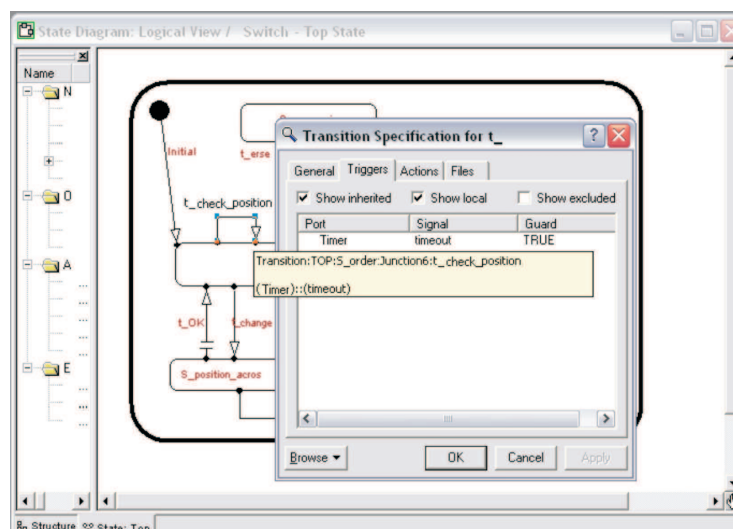 State Diagram: Logical View / Switch - Top State
Name
N
O
A
...
...
...
E
...
...
...
Initial
t_erse
t_check_position
t_OK
t_change
S_position_acros
Transition Specification for t_
General Triggers Actions Files
Show inherited Show local Show excluded
Port Signal Guard
Timer timeout TRUE
Transition:TOP:S_order:Junction6:t_check_position
(Timer)::(timeout)
Browse OK Cancel Apply
Structure State: Top